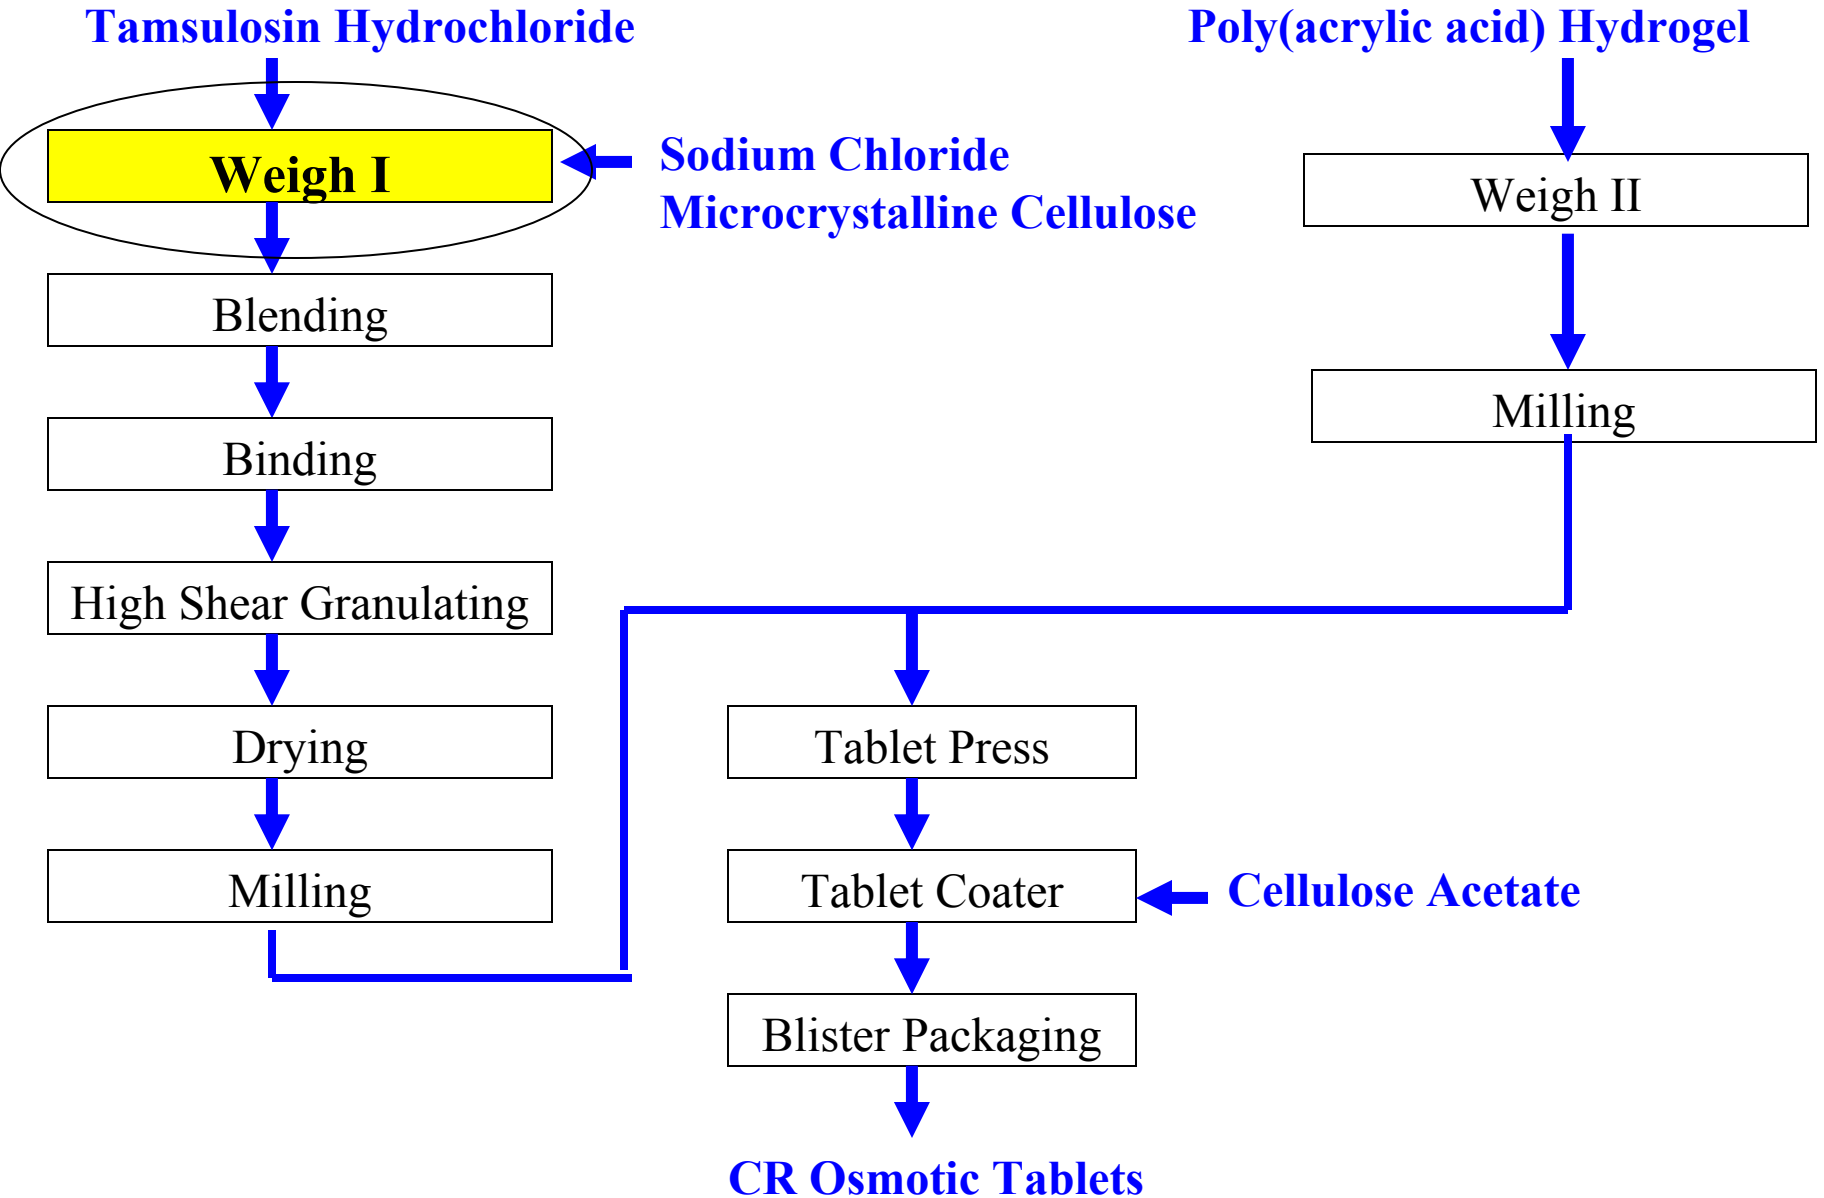 Tamsulosin Hydrochloride
Poly(acrylic acid) Hydrogel
Weigh I
Sodium Chloride
Microcrystalline Cellulose
Weigh II
Blending
Milling
Binding
High Shear Granulating
Drying
Tablet Press
Milling
Tablet Coater
Cellulose Acetate
Blister Packaging
CR Osmotic Tablets